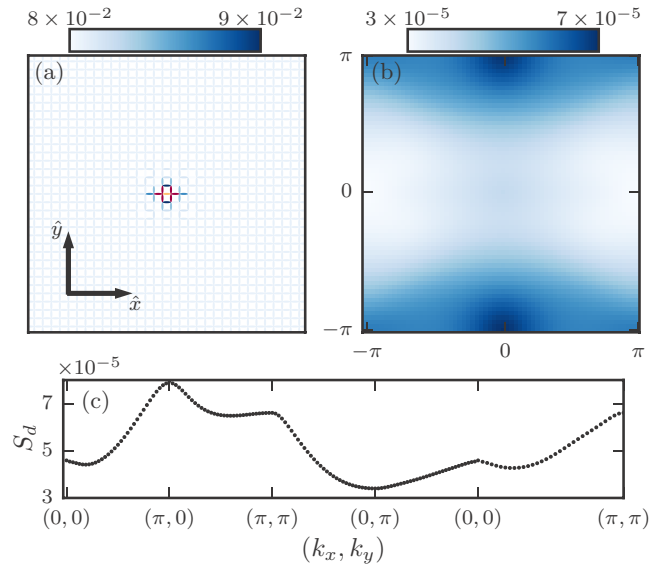 8 × 10⁻² 9 × 10⁻² 3 × 10⁻⁵ 7 × 10⁻⁵
(a) (b)
π
0
−π
ŷ
x̂
−π 0 π
×10⁻⁵
(c)
7
5
3
S_d
(0, 0) (π, 0) (π, π) (0, π) (0, 0) (π, π)
(k_x, k_y)